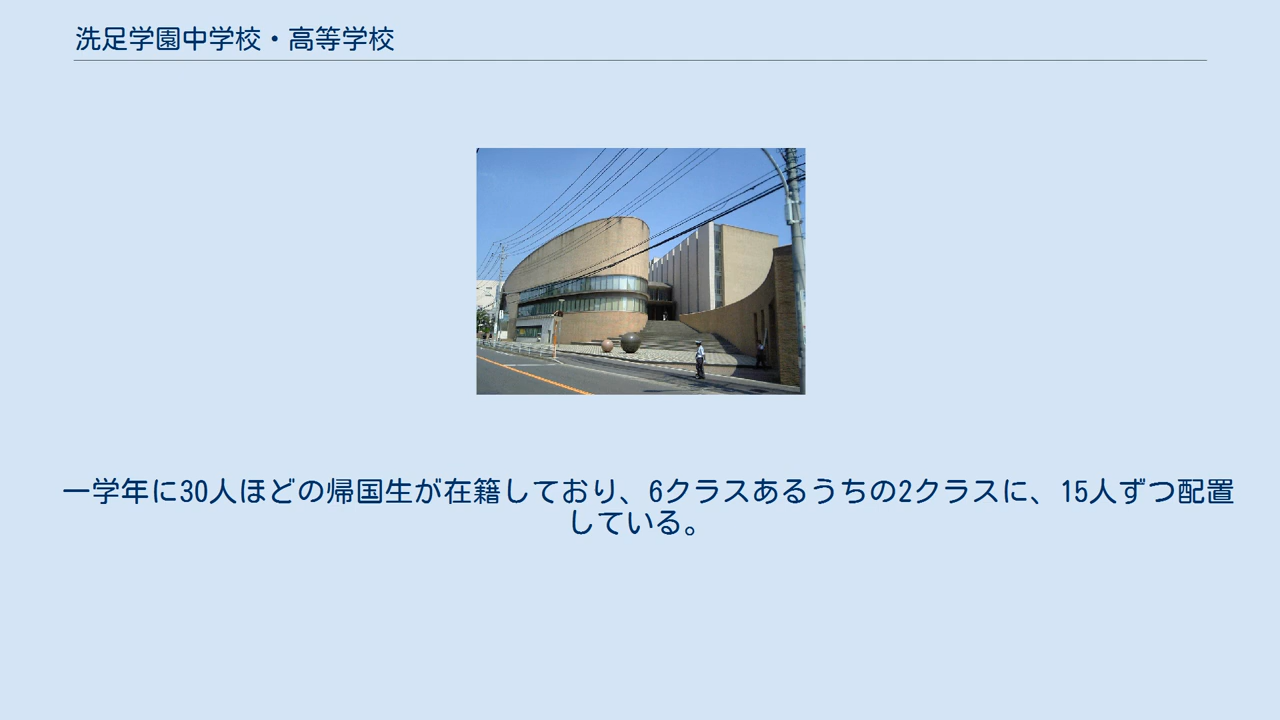 洗足学園中学校・高等学校
一学年に30人ほどの帰国生が在籍しており、6クラスあるうちの2クラスに、15人ずつ配置
している。